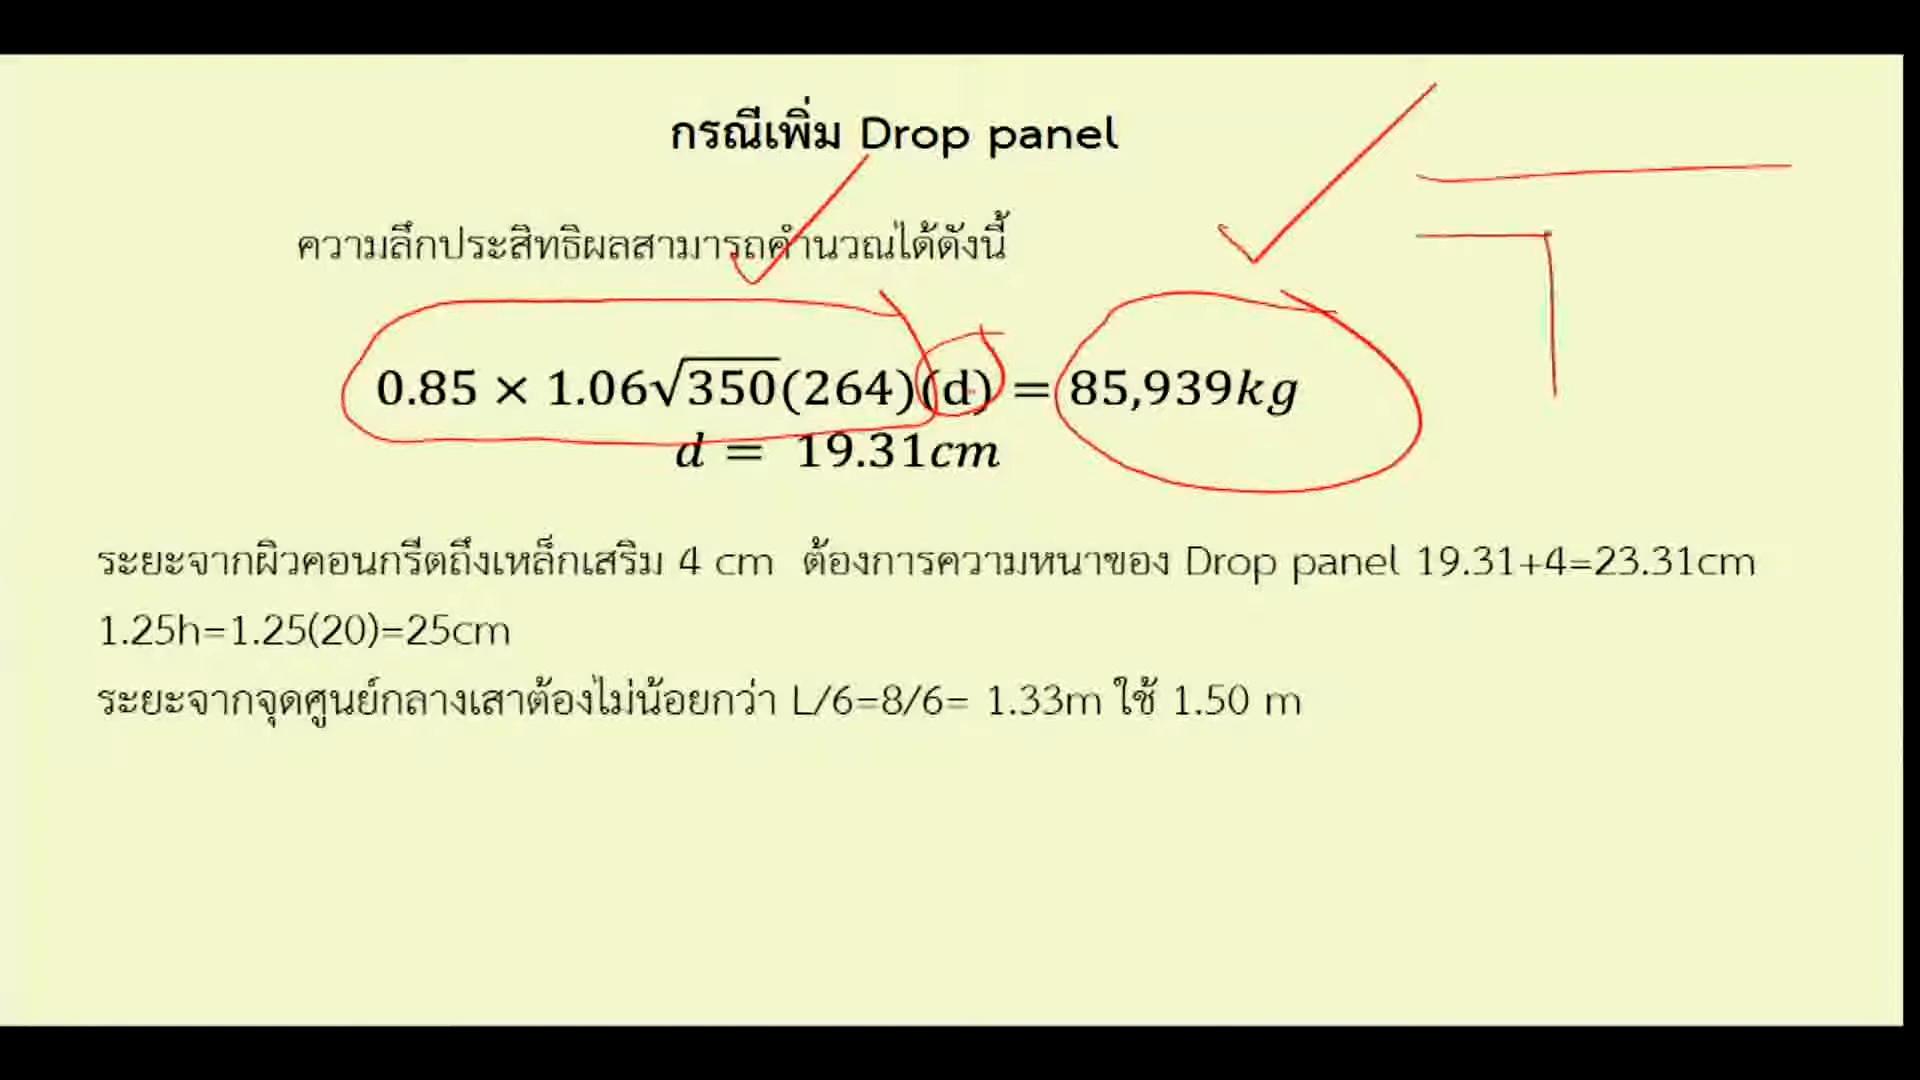 กรณีเพิ่ม Drop panel
ความลึกประสิทธิผลสามารถคำนวณได้ดังนี้
0.85 × 1.06√350(264)(d) = 85,939kg
d = 19.31cm
ระยะจากผิวคอนกรีตถึงเหล็กเสริม 4 cm ต้องการความหนาของ Drop panel 19.31+4=23.31cm
1.25h=1.25(20)=25cm
ระยะจากจุดศูนย์กลางเสาต้องไม่น้อยกว่า L/6=8/6= 1.33m ใช้ 1.50 m